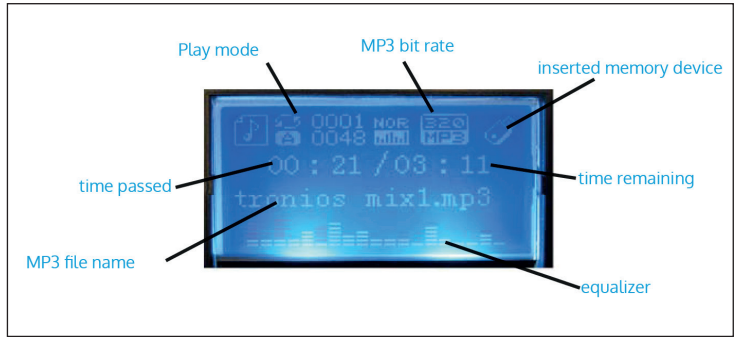 Play mode
MP3 bit rate
inserted memory device
0001 NOR 320
A 0048 MP3
00 : 21 / 03 : 11
time passed
time remaining
tronios mix1.mp3
MP3 file name
equalizer